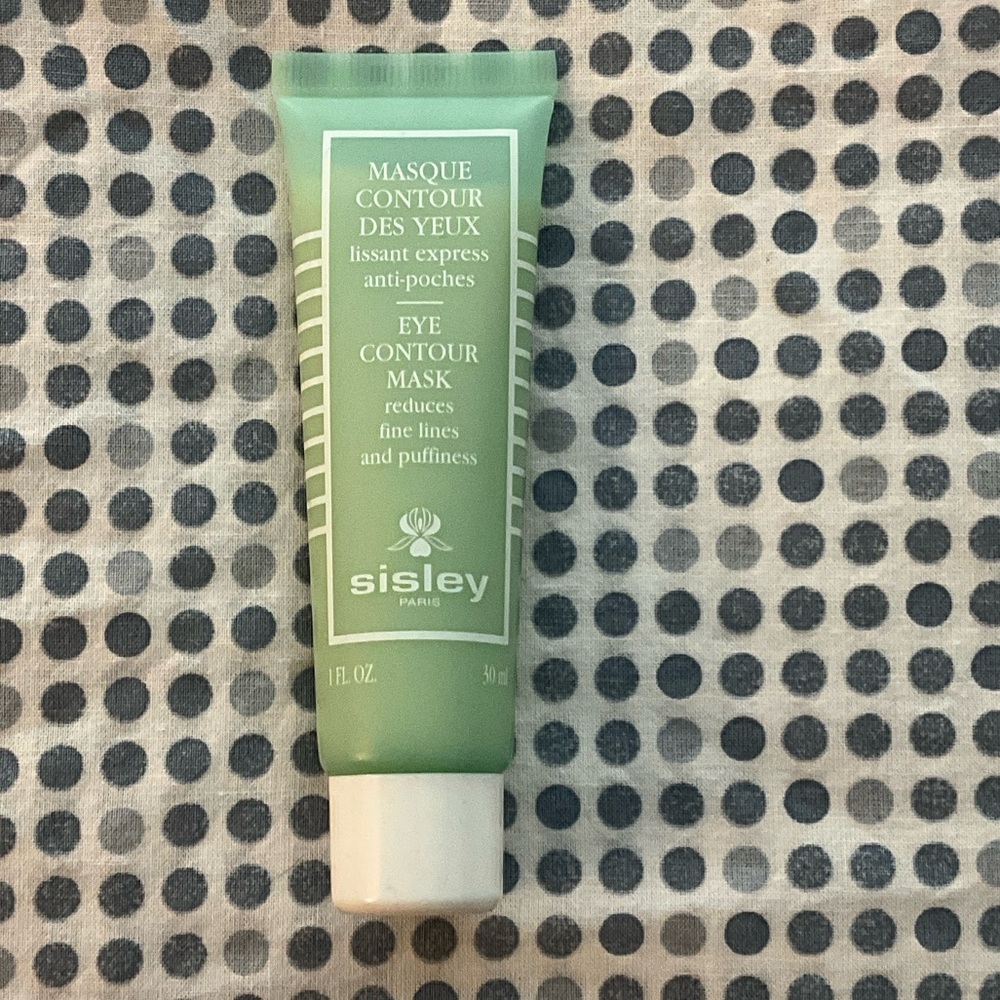 MASQUE
CONTOUR
DES YEUX
lissant express
anti-poches
EYE
CONTOUR
MASK
reduces
fine lines
and puffiness
sisley
PARIS
1 FL. OZ. 30 ml